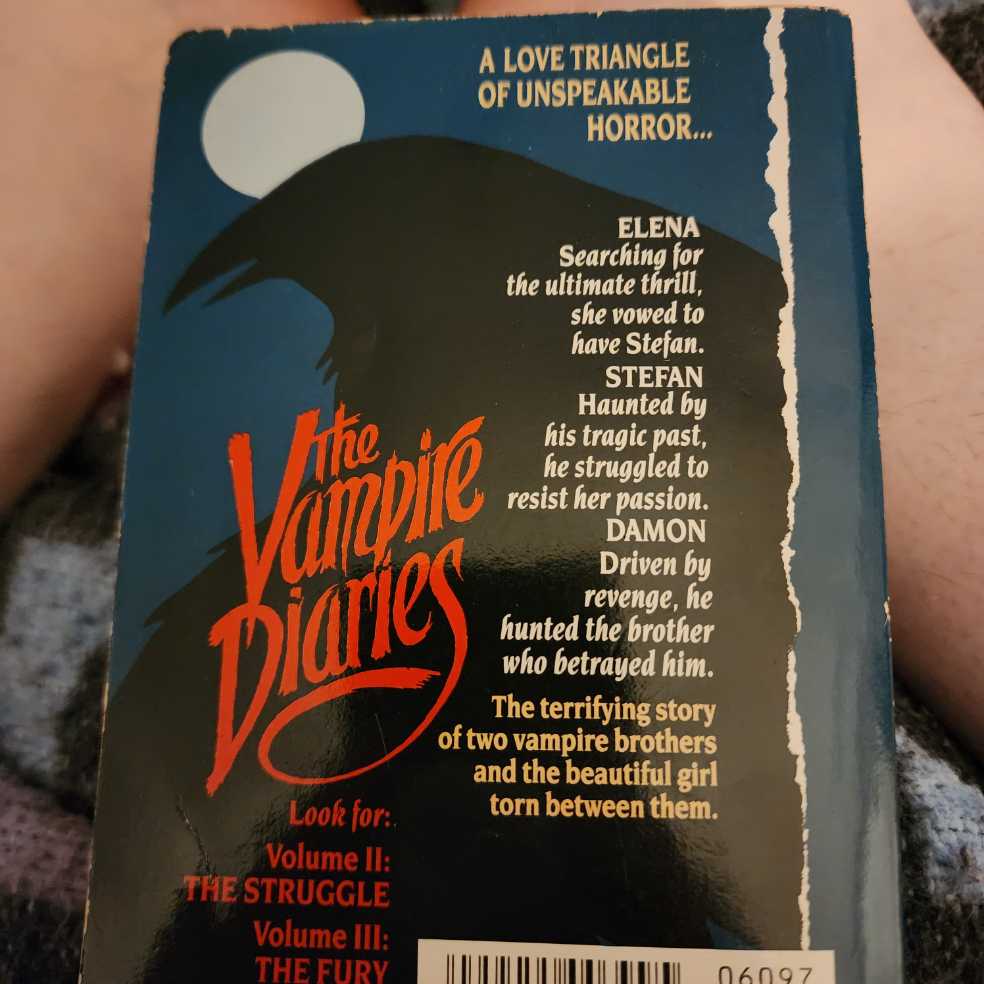 A LOVE TRIANGLE
OF UNSPEAKABLE
HORROR...
ELENA
Searching for
the ultimate thrill,
she vowed to
have Stefan.
STEFAN
Haunted by
his tragic past,
he struggled to
resist her passion.
DAMON
Driven by
revenge, he
hunted the brother
who betrayed him.
The terrifying story
of two vampire brothers
and the beautiful girl
torn between them.
the
Vampire
Diaries
Look for:
Volume II:
THE STRUGGLE
Volume III:
THE FURY
06097